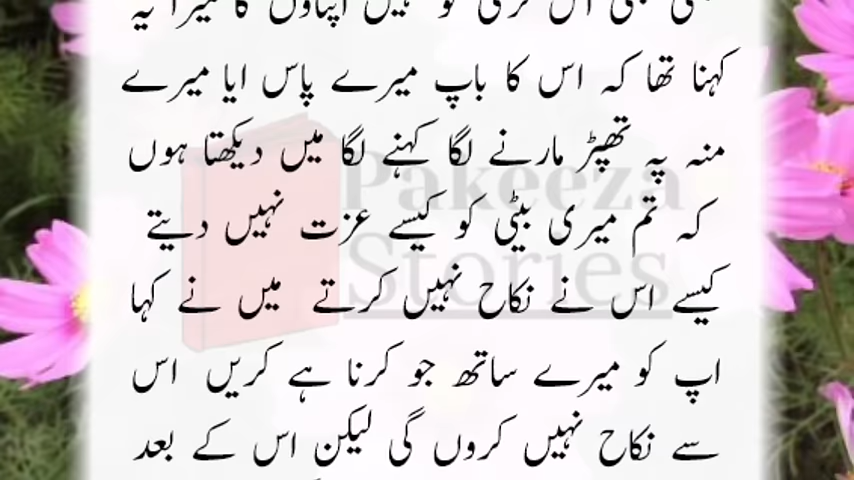 کہنا تھا کہ اس کا باپ میرے پاس ایا میرے
منہ پہ تھپڑ مارنے لگا کہنے لگا میں دیکھتا ہوں
کہ تم میری بیٹی کو کیسے عزت نہیں دیتے
کیسے اس نے نکاح نہیں کرتے میں نے کہا
اپ کو میرے ساتھ جو کرنا ہے کریں اس
سے نکاح نہیں کروں گی لیکن اس کے بعد
Pakeeza
Stories